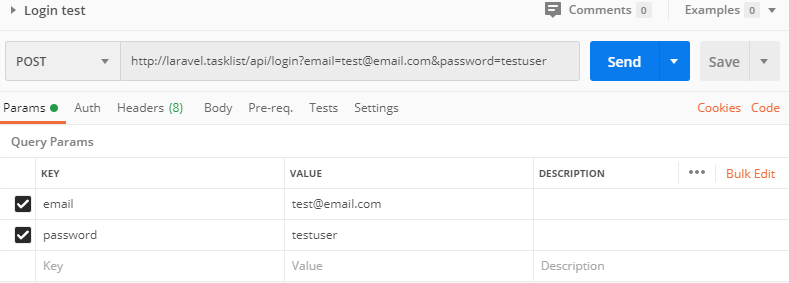 Login test Comments 0 Examples 0
POST http://laravel.tasklist/api/login?email=test@email.com&password=testuser Send Save
Params Auth Headers (8) Body Pre-req. Tests Settings Cookies Code
Query Params
KEY VALUE DESCRIPTION ••• Bulk Edit
email test@email.com
password testuser
Key Value Description